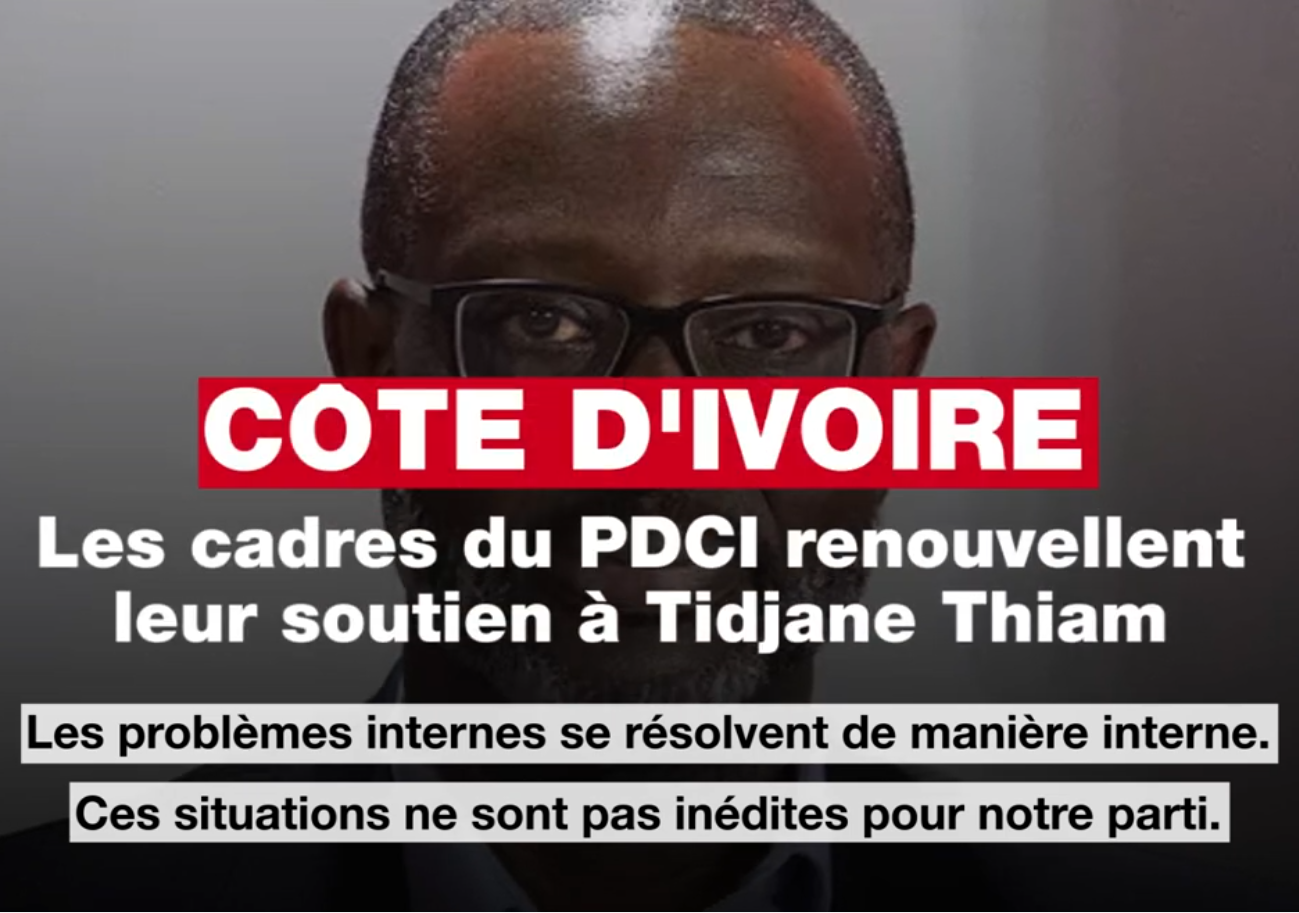 CÔTE D'IVOIRE
Les cadres du PDCI renouvellent
leur soutien à Tidjane Thiam
Les problèmes internes se résolvent de manière interne.
Ces situations ne sont pas inédites pour notre parti.